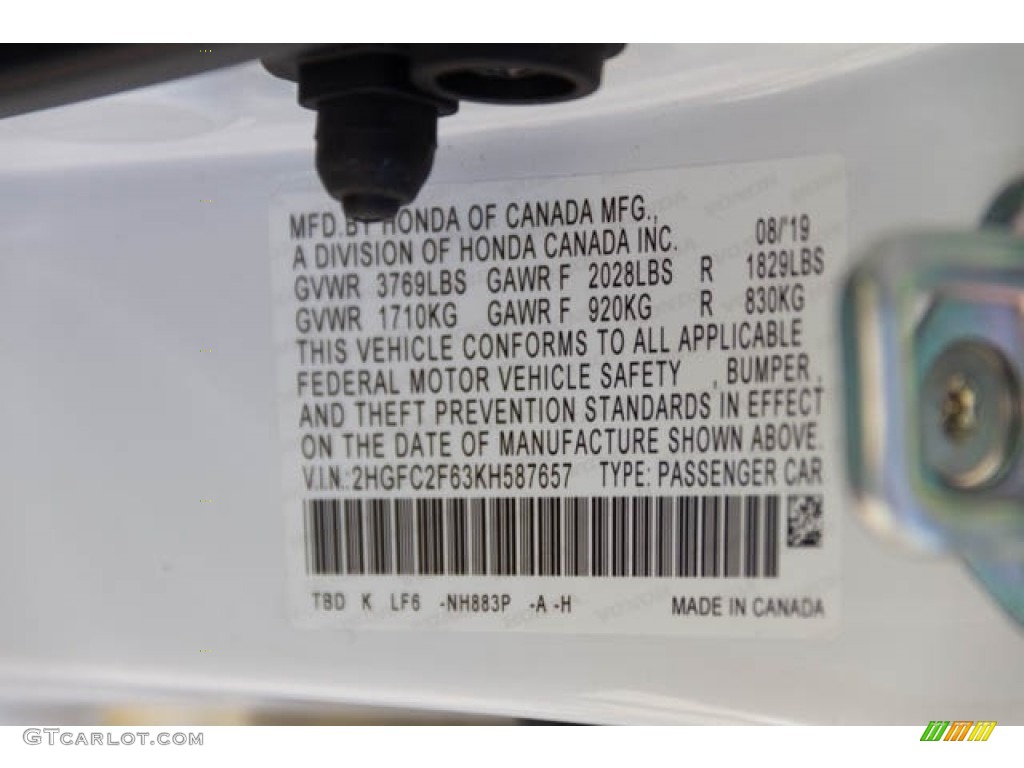 MFD.BY HONDA OF CANADA MFG.,
A DIVISION OF HONDA CANADA INC. 08/19
GVWR 3769LBS GAWR F 2028LBS R 1829LBS
GVWR 1710KG GAWR F 920KG R 830KG
THIS VEHICLE CONFORMS TO ALL APPLICABLE
FEDERAL MOTOR VEHICLE SAFETY , BUMPER ,
AND THEFT PREVENTION STANDARDS IN EFFECT
ON THE DATE OF MANUFACTURE SHOWN ABOVE.
V.I.N.:2HGFC2F63KH587657 TYPE: PASSENGER CAR
TBD K LF6 -NH883P -A -H MADE IN CANADA
GTCarLot.com